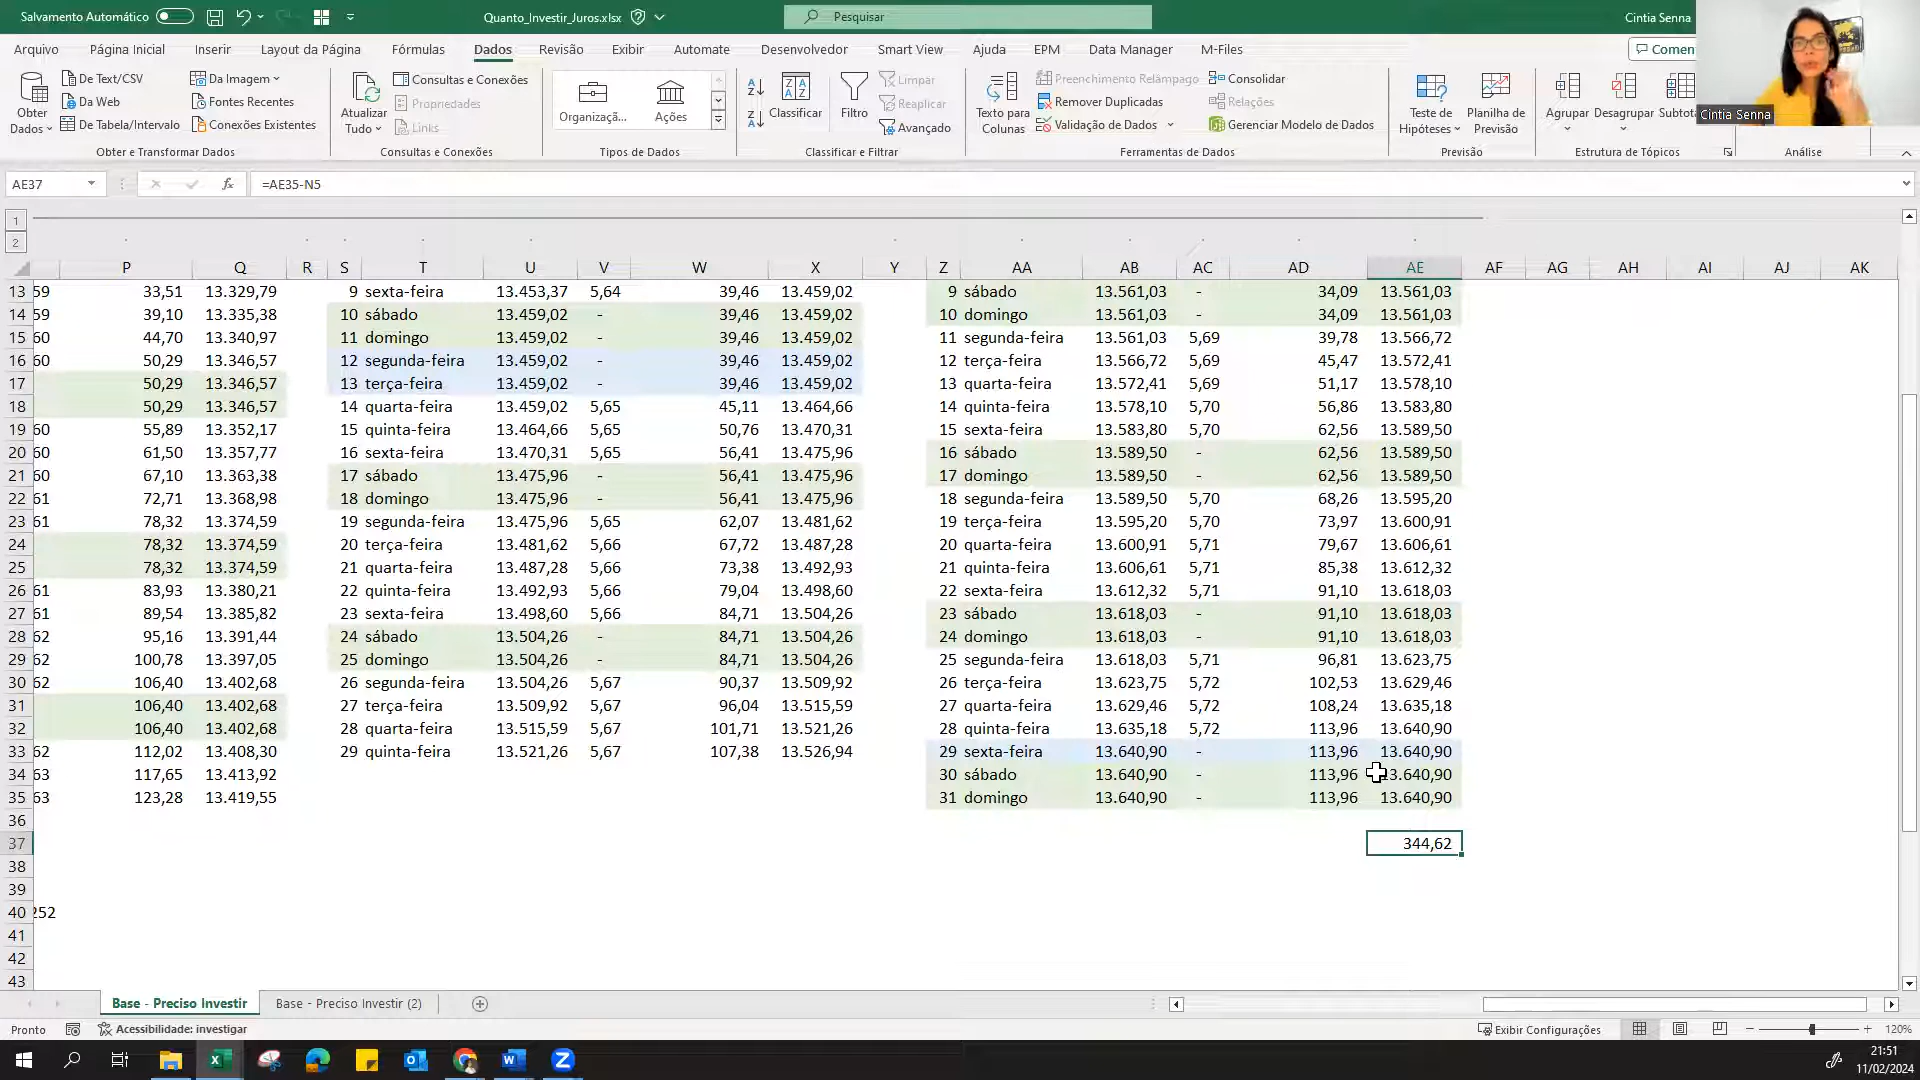 Salvamento Automático
Quanto_Investir_Juros.xlsx
Pesquisar
Cintia Senna
Arquivo Página Inicial Inserir Layout da Página Fórmulas Dados Revisão Exibir Automate Desenvolvedor Smart View Ajuda EPM Data Manager M-Files
Obter Dados
De Text/CSV
Da Web
De Tabela/Intervalo
Da Imagem
Fontes Recentes
Conexões Existentes
Obter e Transformar Dados
Atualizar Tudo
Consultas e Conexões
Propriedades
Links
Consultas e Conexões
Organizaçã...
Ações
Tipos de Dados
Classificar
Filtro
Limpar
Reaplicar
Avançado
Classificar e Filtrar
Texto para Colunas
Preenchimento Relâmpago
Remover Duplicadas
Validação de Dados
Consolidar
Relações
Gerenciar Modelo de Dados
Ferramentas de Dados
Teste de Hipóteses
Planilha de Previsão
Previsão
Agrupar
Desagrupar
Estrutura de Tópicos
Análise
Cintia Senna
AE37 fx =AE35-N5
1
2
P Q R S T U V W X Y Z AA AB AC AD AE AF AG AH AI AJ AK
13 59 33,51 13.329,79 9 sexta-feira 13.453,37 5,64 39,46 13.459,02 9 sábado 13.561,03 - 34,09 13.561,03
14 59 39,10 13.335,38 10 sábado 13.459,02 - 39,46 13.459,02 10 domingo 13.561,03 - 34,09 13.561,03
15 60 44,70 13.340,97 11 domingo 13.459,02 - 39,46 13.459,02 11 segunda-feira 13.561,03 5,69 39,78 13.566,72
16 60 50,29 13.346,57 12 segunda-feira 13.459,02 - 39,46 13.459,02 12 terça-feira 13.566,72 5,69 45,47 13.572,41
17 50,29 13.346,57 13 terça-feira 13.459,02 - 39,46 13.459,02 13 quarta-feira 13.572,41 5,69 51,17 13.578,10
18 50,29 13.346,57 14 quarta-feira 13.459,02 5,65 45,11 13.464,66 14 quinta-feira 13.578,10 5,70 56,86 13.583,80
19 60 55,89 13.352,17 15 quinta-feira 13.464,66 5,65 50,76 13.470,31 15 sexta-feira 13.583,80 5,70 62,56 13.589,50
20 60 61,50 13.357,77 16 sexta-feira 13.470,31 5,65 56,41 13.475,96 16 sábado 13.589,50 - 62,56 13.589,50
21 60 67,10 13.363,38 17 sábado 13.475,96 - 56,41 13.475,96 17 domingo 13.589,50 - 62,56 13.589,50
22 61 72,71 13.368,98 18 domingo 13.475,96 - 56,41 13.475,96 18 segunda-feira 13.589,50 5,70 68,26 13.595,20
23 61 78,32 13.374,59 19 segunda-feira 13.475,96 5,65 62,07 13.481,62 19 terça-feira 13.595,20 5,70 73,97 13.600,91
24 78,32 13.374,59 20 terça-feira 13.481,62 5,66 67,72 13.487,28 20 quarta-feira 13.600,91 5,71 79,67 13.606,61
25 78,32 13.374,59 21 quarta-feira 13.487,28 5,66 73,38 13.492,93 21 quinta-feira 13.606,61 5,71 85,38 13.612,32
26 61 83,93 13.380,21 22 quinta-feira 13.492,93 5,66 79,04 13.498,60 22 sexta-feira 13.612,32 5,71 91,10 13.618,03
27 61 89,54 13.385,82 23 sexta-feira 13.498,60 5,66 84,71 13.504,26 23 sábado 13.618,03 - 91,10 13.618,03
28 62 95,16 13.391,44 24 sábado 13.504,26 - 84,71 13.504,26 24 domingo 13.618,03 - 91,10 13.618,03
29 62 100,78 13.397,05 25 domingo 13.504,26 - 84,71 13.504,26 25 segunda-feira 13.618,03 5,71 96,81 13.623,75
30 62 106,40 13.402,68 26 segunda-feira 13.504,26 5,67 90,37 13.509,92 26 terça-feira 13.623,75 5,72 102,53 13.629,46
31 106,40 13.402,68 27 terça-feira 13.509,92 5,67 96,04 13.515,59 27 quarta-feira 13.629,46 5,72 108,24 13.635,18
32 106,40 13.402,68 28 quarta-feira 13.515,59 5,67 101,71 13.521,26 28 quinta-feira 13.635,18 5,72 113,96 13.640,90
33 62 112,02 13.408,30 29 quinta-feira 13.521,26 5,67 107,38 13.526,94 29 sexta-feira 13.640,90 - 113,96 13.640,90
34 63 117,65 13.413,92 30 sábado 13.640,90 - 113,96 13.640,90
35 63 123,28 13.419,55 31 domingo 13.640,90 - 113,96 13.640,90
36
37 344,62
38
39
40 252
41
42
43
Base - Preciso Investir Base - Preciso Investir (2)
Pronto Acessibilidade: investigar Exibir Configurações 120%
21:51
11/02/2024